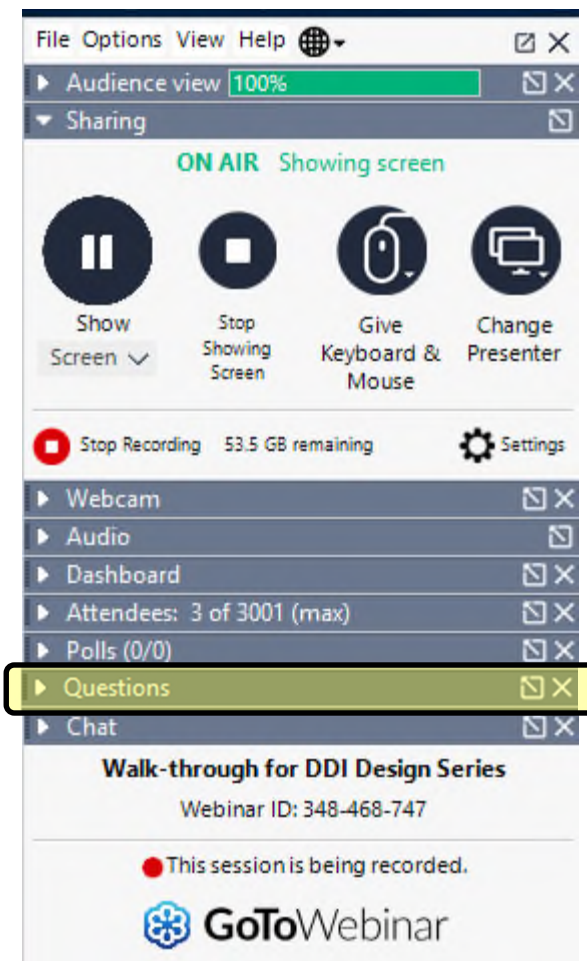 File Options View Help
Audience view 100%
Sharing
ON AIR Showing screen
Show
Screen
Stop
Showing
Screen
Give
Keyboard &
Mouse
Change
Presenter
Stop Recording 53.5 GB remaining Settings
Webcam
Audio
Dashboard
Attendees: 3 of 3001 (max)
Polls (0/0)
Questions
Chat
Walk-through for DDI Design Series
Webinar ID: 348-468-747
This session is being recorded.
GoToWebinar